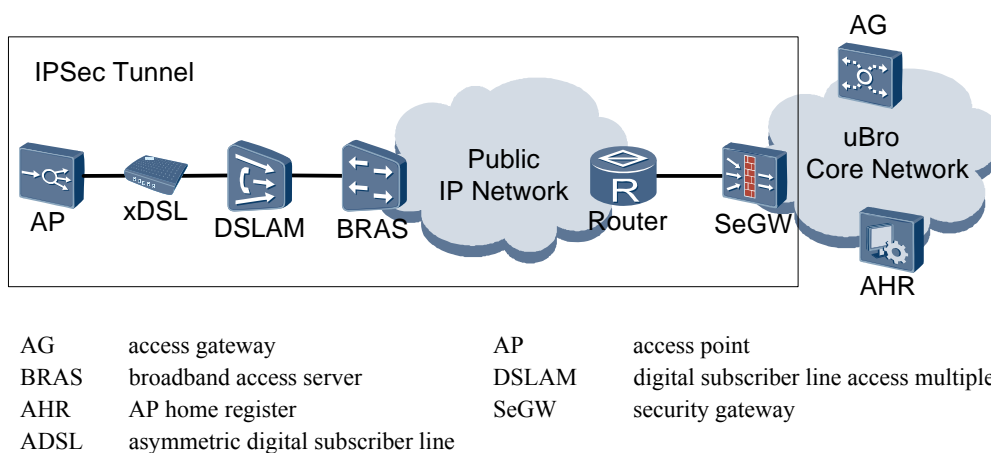 AG
IPSec Tunnel
uBro
Core Network
Public
IP Network
R
AP
xDSL
DSLAM
BRAS
Router
SeGW
AHR
AG access gateway AP access point
BRAS broadband access server DSLAM digital subscriber line access multiple
AHR AP home register SeGW security gateway
ADSL asymmetric digital subscriber line